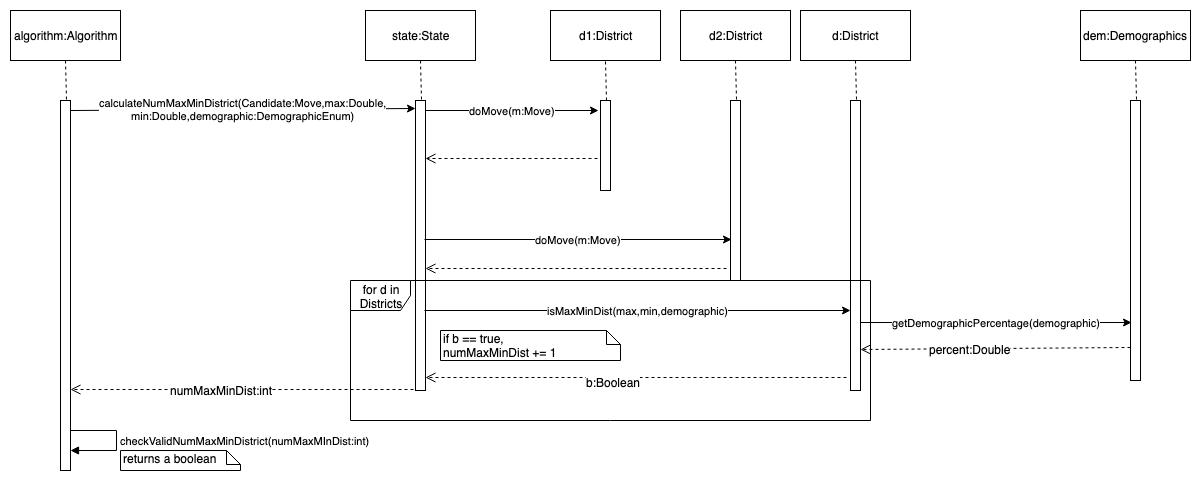 algorithm:Algorithm
state:State
d1:District
d2:District
d:District
dem:Demographics
calculateNumMaxMinDistrict(Candidate:Move,max:Double,
min:Double,demographic:DemographicEnum)
doMove(m:Move)
doMove(m:Move)
for d in
Districts
isMaxMinDist(max,min,demographic)
getDemographicPercentage(demographic)
if b == true,
numMaxMinDist += 1
percent:Double
b:Boolean
numMaxMinDist:int
checkValidNumMaxMinDistrict(numMaxMInDist:int)
returns a boolean